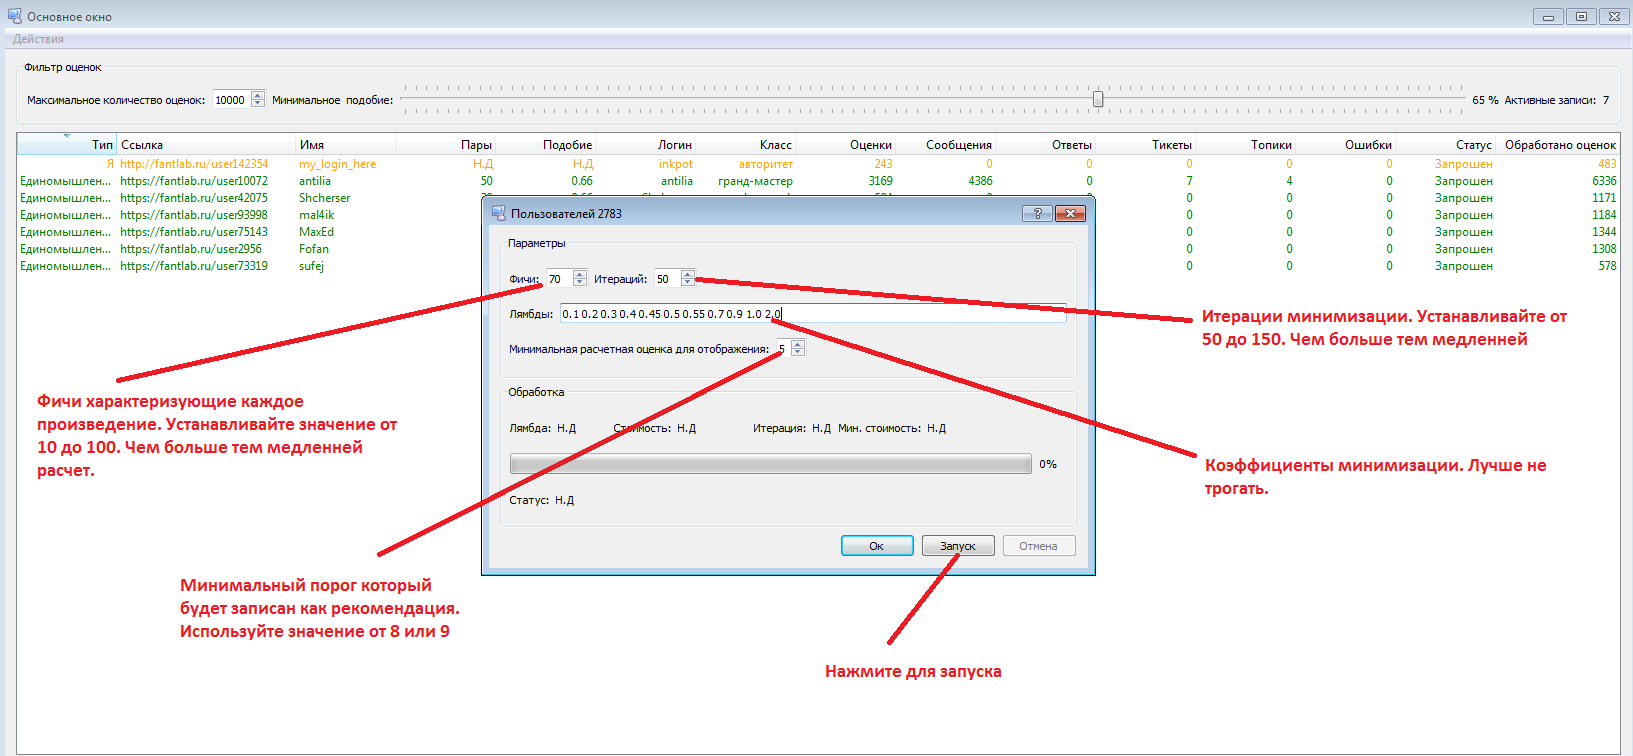 Основное окно
Действия
Фильтр оценок
Максимальное количество оценок: 10000 Минимальное подобие: 65 % Активные записи: 7
Тип Ссылка Имя Пары Подобие Логин Класс Оценки Сообщения Ответы Тикеты Топики Ошибки Статус Обработано оценок
Я http://fantlab.ru/user142354 my_login_here Н.Д Н.Д inkpot авторитет 243 0 0 0 0 0 Запрошен 483
Единомышлен... https://fantlab.ru/user10072 antilia 50 0.66 antilia гранд-мастер 3169 4386 0 7 4 0 Запрошен 6336
Единомышлен... https://fantlab.ru/user42075 Shcherser 0 0 0 Запрошен 1171
Единомышлен... https://fantlab.ru/user93998 mal4ik 0 0 0 Запрошен 1184
Единомышлен... https://fantlab.ru/user75143 MaxEd 0 0 0 Запрошен 1344
Единомышлен... https://fantlab.ru/user2956 Fofan 0 0 0 Запрошен 1308
Единомышлен... https://fantlab.ru/user73319 sufej 0 0 0 Запрошен 578
Пользователей 2783
Параметры
Фичи: 70 Итераций: 50
Лямбды: 0.1 0.2 0.3 0.4 0.45 0.5 0.55 0.7 0.9 1.0 2.0
Минимальная расчетная оценка для отображения: 5
Обработка
Лямбда: Н.Д Стоимость: Н.Д Итерация: Н.Д Мин. стоимость: Н.Д
0%
Статус: Н.Д
Ок Запуск Отмена
Фичи характеризующие каждое
произведение. Устанавливайте значение от
10 до 100. Чем больше тем медленней
расчет.
Итерации минимизации. Устанавливайте от
50 до 150. Чем больше тем медленней
Коэффициенты минимизации. Лучше не
трогать.
Минимальный порог который
будет записан как рекомендация.
Используйте значение от 8 или 9
Нажмите для запуска